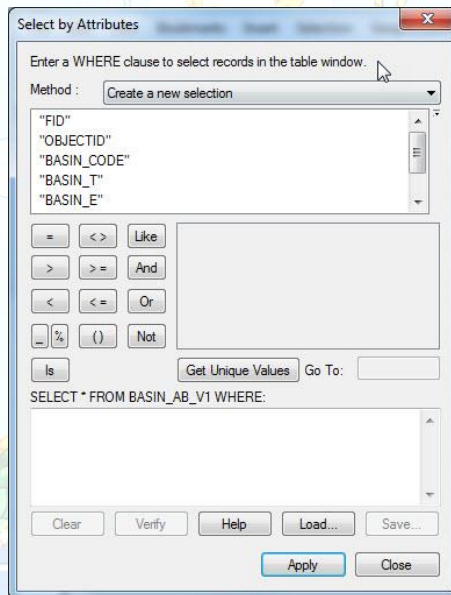 Select by Attributes
Enter a WHERE clause to select records in the table window.
Method : Create a new selection
"FID"
"OBJECTID"
"BASIN_CODE"
"BASIN_T"
"BASIN_E"
= < > Like
> > = And
< < = Or
_ % ( ) Not
Is Get Unique Values Go To:
SELECT * FROM BASIN_AB_V1 WHERE:
Clear Verify Help Load... Save...
Apply Close